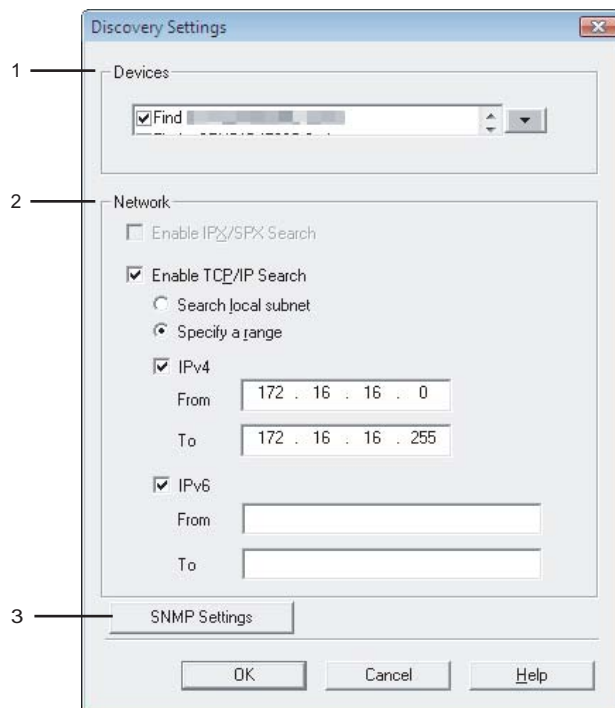 Discovery Settings
1
Devices
Find
2
Network
Enable IPX/SPX Search
Enable TCP/IP Search
Search local subnet
Specify a range
IPv4
From 172 . 16 . 16 . 0
To 172 . 16 . 16 . 255
IPv6
From
To
3
SNMP Settings
OK Cancel Help